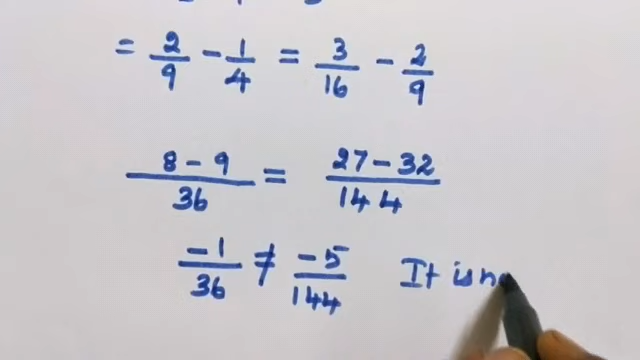 = 2/9 - 1/4 = 3/16 - 2/9
8 - 9/36 = 27 - 32/144
-1/36 ≠ -5/144 It is